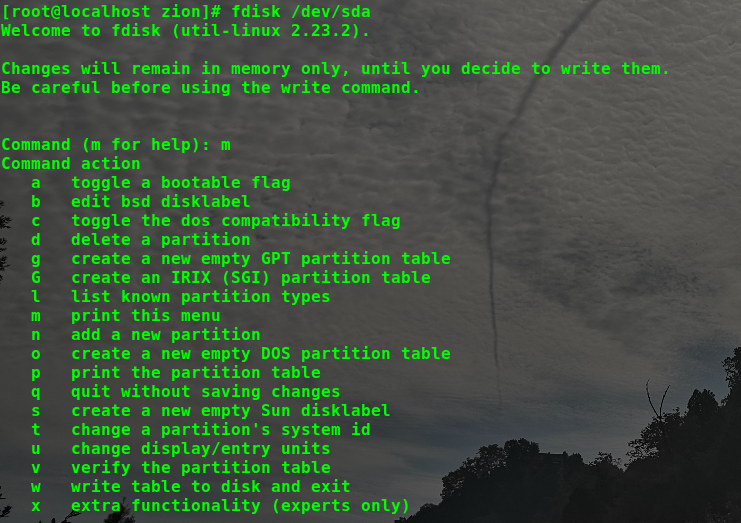 [root@localhost zion]# fdisk /dev/sda
Welcome to fdisk (util-linux 2.23.2).
Changes will remain in memory only, until you decide to write them.
Be careful before using the write command.
Command (m for help): m
Command action
a   toggle a bootable flag
b   edit bsd disklabel
c   toggle the dos compatibility flag
d   delete a partition
g   create a new empty GPT partition table
G   create an IRIX (SGI) partition table
l   list known partition types
m   print this menu
n   add a new partition
o   create a new empty DOS partition table
p   print the partition table
q   quit without saving changes
s   create a new empty Sun disklabel
t   change a partition's system id
u   change display/entry units
v   verify the partition table
w   write table to disk and exit
x   extra functionality (experts only)